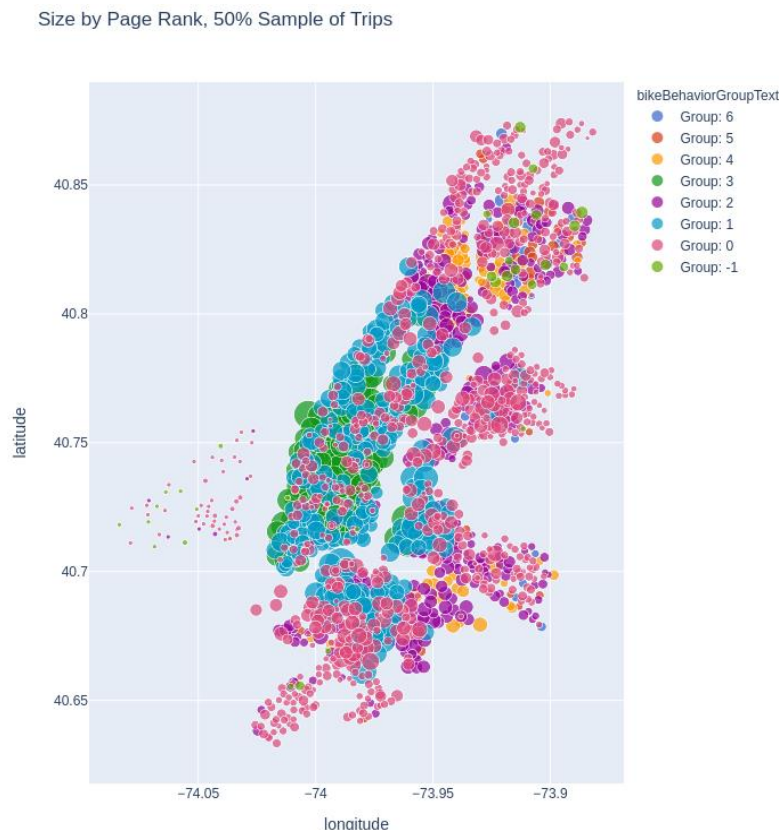 Size by Page Rank, 50% Sample of Trips
bikeBehaviorGroupText
Group: 6
Group: 5
Group: 4
Group: 3
Group: 2
Group: 1
Group: 0
Group: -1
40.85
40.8
40.75
40.7
40.65
latitude
−74.05
−74
−73.95
−73.9
longitude